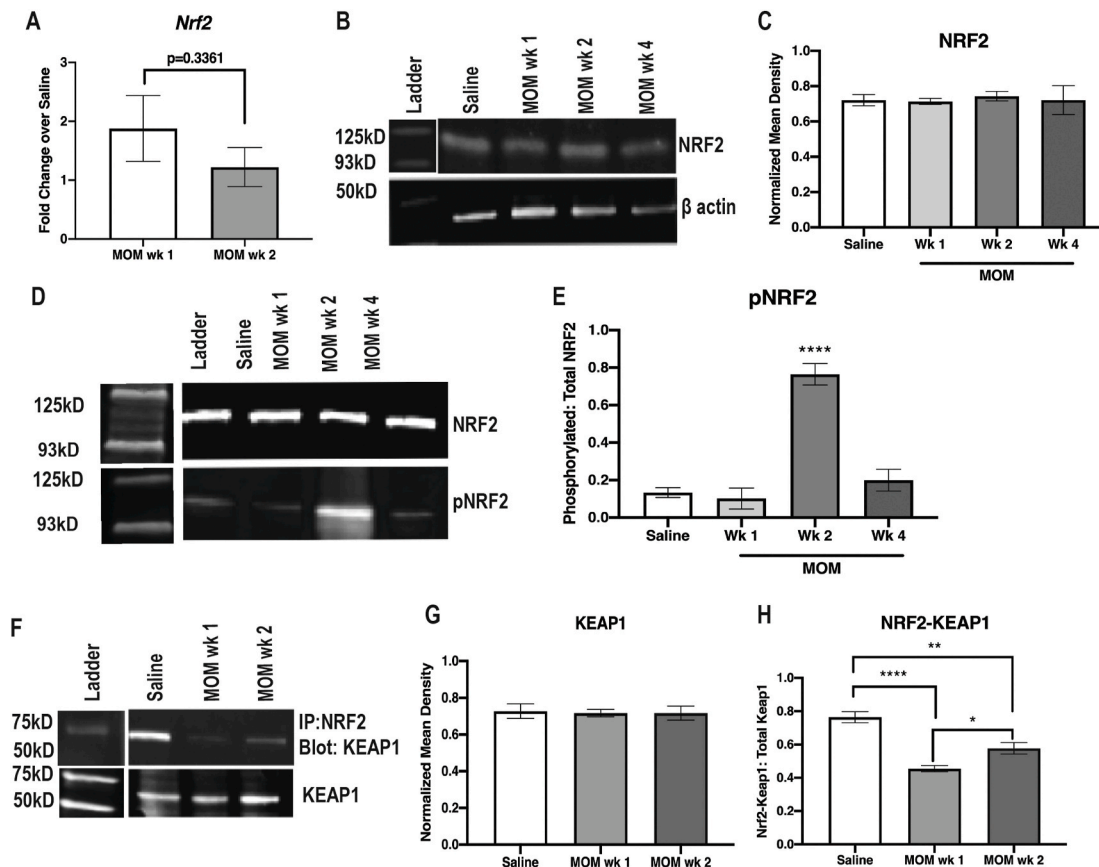 A
Nrf2
p=0.3361
Fold Change over Saline
3
2
1
0
MOM wk 1
MOM wk 2
B
Ladder
Saline
MOM wk 1
MOM wk 2
MOM wk 4
125kD
93kD
50kD
NRF2
β actin
C
NRF2
Normalized Mean Density
1.0
0.8
0.6
0.4
0.2
0.0
Saline
Wk 1
Wk 2
Wk 4
MOM
D
Ladder
Saline
MOM wk 1
MOM wk 2
MOM wk 4
125kD
93kD
125kD
93kD
NRF2
pNRF2
E
pNRF2
Phosphorylated: Total NRF2
1.0
0.8
0.6
0.4
0.2
0.0
****
Saline
Wk 1
Wk 2
Wk 4
MOM
F
Ladder
Saline
MOM wk 1
MOM wk 2
75kD
50kD
75kD
50kD
IP:NRF2
Blot: KEAP1
KEAP1
G
KEAP1
Normalized Mean Density
1.0
0.8
0.6
0.4
0.2
0.0
Saline
MOM wk 1
MOM wk 2
H
NRF2-KEAP1
Nrf2-Keap1: Total Keap1
1.0
0.8
0.6
0.4
0.2
0.0
**
****
*
Saline
MOM wk 1
MOM wk 2